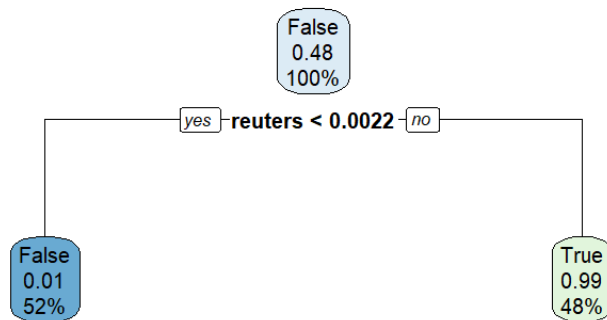 False
0.48
100%
yes reuters < 0.0022 no
False
0.01
52%
True
0.99
48%